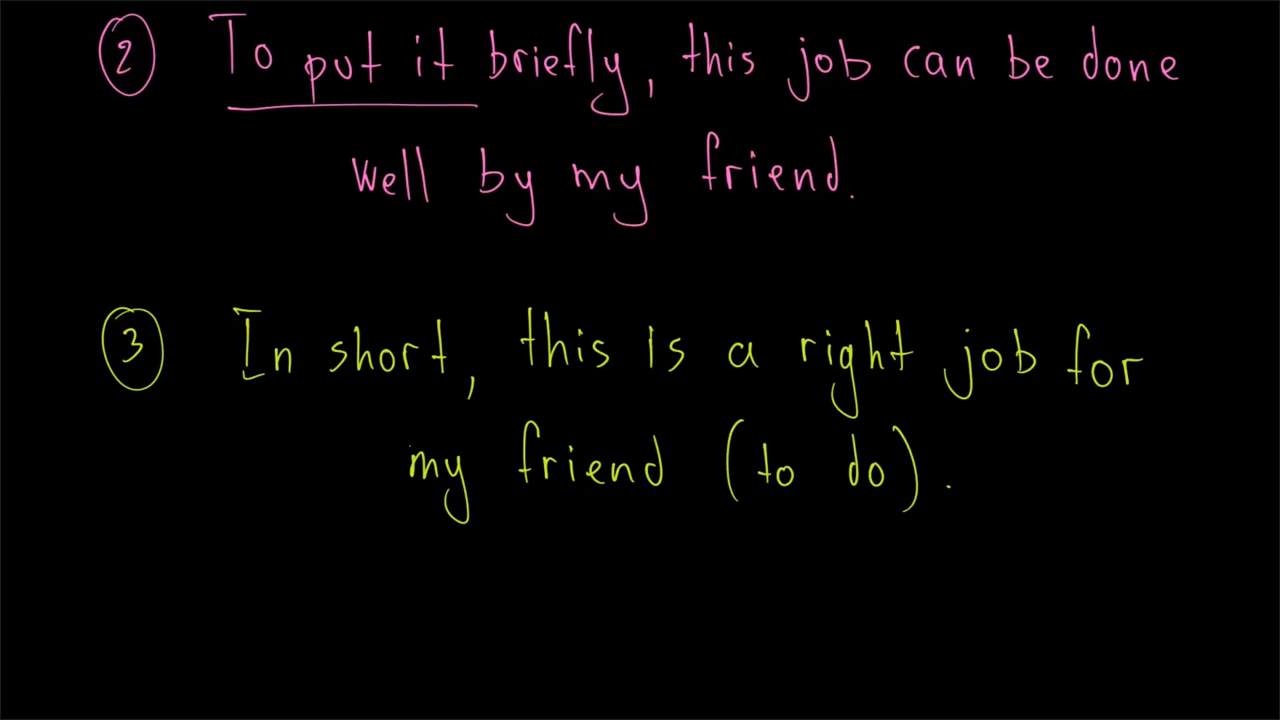 ② To put it briefly, this job can be done
well by my friend.
③ In short, this is a right job for
my friend (to do).